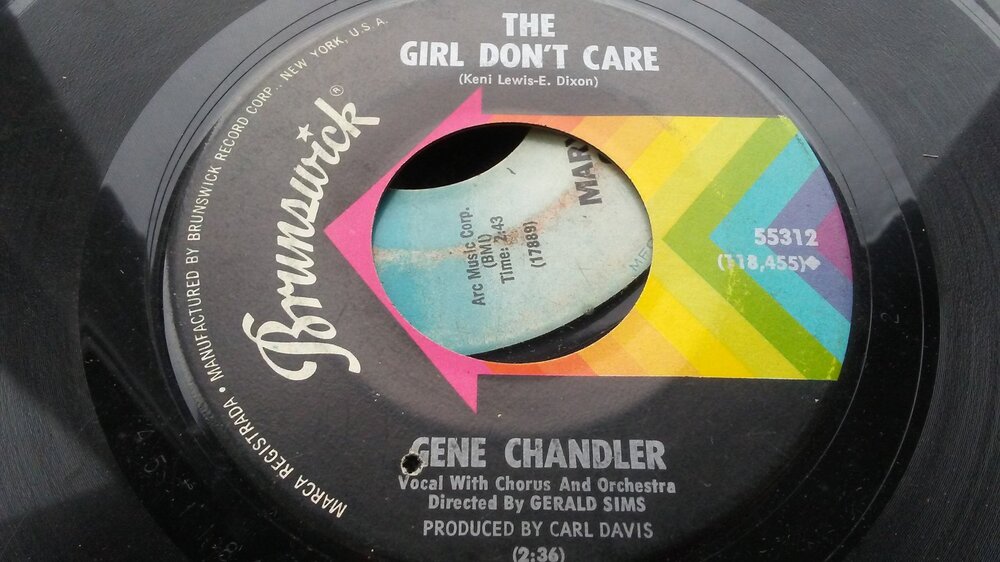 THE
GIRL DON'T CARE
(Keni Lewis-E. Dixon)
MARCA REGISTRADA • MANUFACTURED BY BRUNSWICK RECORD CORP., NEW YORK, U.S.A.
Brunswick®
Arc Music Corp.
(BMI)
Time: 2:43
(17889)
55312
(118,455)◆
GENE CHANDLER
Vocal With Chorus And Orchestra
Directed By GERALD SIMS
PRODUCED BY CARL DAVIS
(2:36)